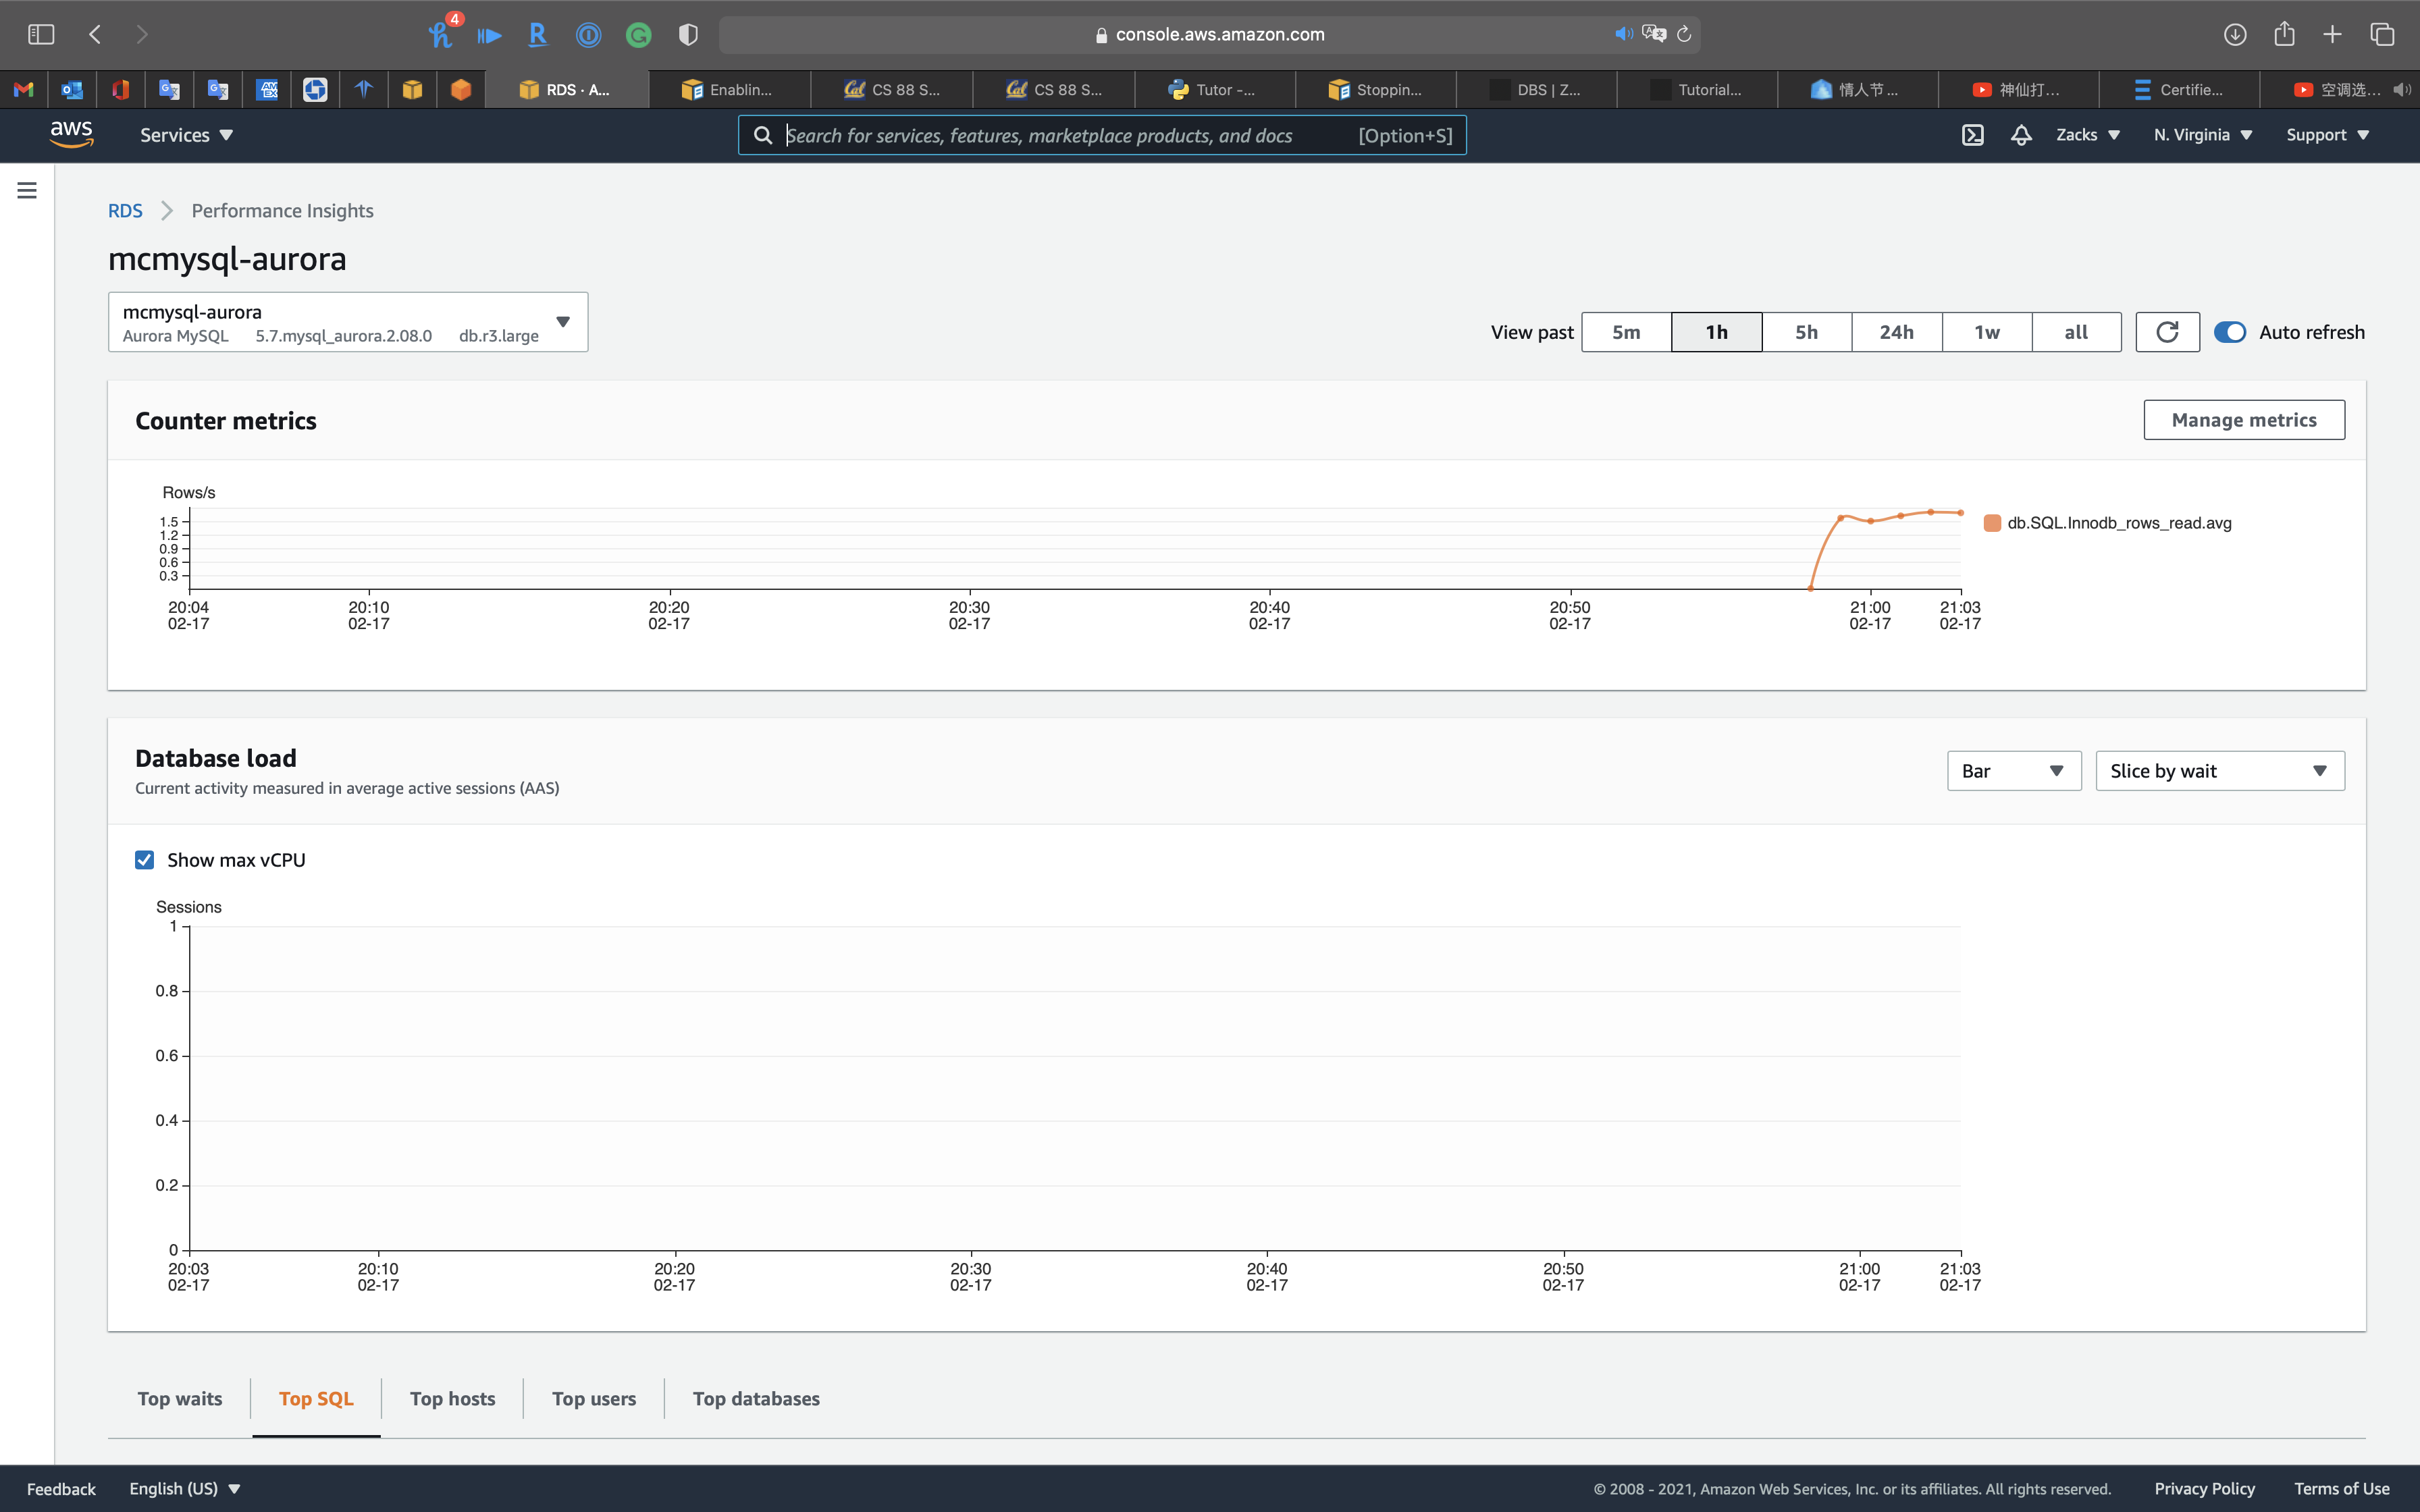 4
console.aws.amazon.com
RDS · A...
Enablin...
CS 88 S...
CS 88 S...
Tutor -...
Stoppin...
DBS | Z...
Tutorial...
情人节 ...
神仙打...
Certifie...
空调选...
aws
Services
Search for services, features, marketplace products, and docs [Option+S]
Zacks
N. Virginia
Support
RDS
Performance Insights
mcmysql-aurora
mcmysql-aurora
Aurora MySQL 5.7.mysql_aurora.2.08.0 db.r3.large
View past 5m 1h 5h 24h 1w all
Auto refresh
Counter metrics
Manage metrics
Rows/s
1.5
1.2
0.9
0.6
0.3
20:04 20:10 20:20 20:30 20:40 20:50 21:00 21:03
02-17 02-17 02-17 02-17 02-17 02-17 02-17 02-17
db.SQL.Innodb_rows_read.avg
Database load
Current activity measured in average active sessions (AAS)
Bar
Slice by wait
Show max vCPU
Sessions
1
0.8
0.6
0.4
0.2
0
20:03 20:10 20:20 20:30 20:40 20:50 21:00 21:03
02-17 02-17 02-17 02-17 02-17 02-17 02-17 02-17
Top waits
Top SQL
Top hosts
Top users
Top databases
Feedback
English (US)
© 2008 - 2021, Amazon Web Services, Inc. or its affiliates. All rights reserved.
Privacy Policy
Terms of Use